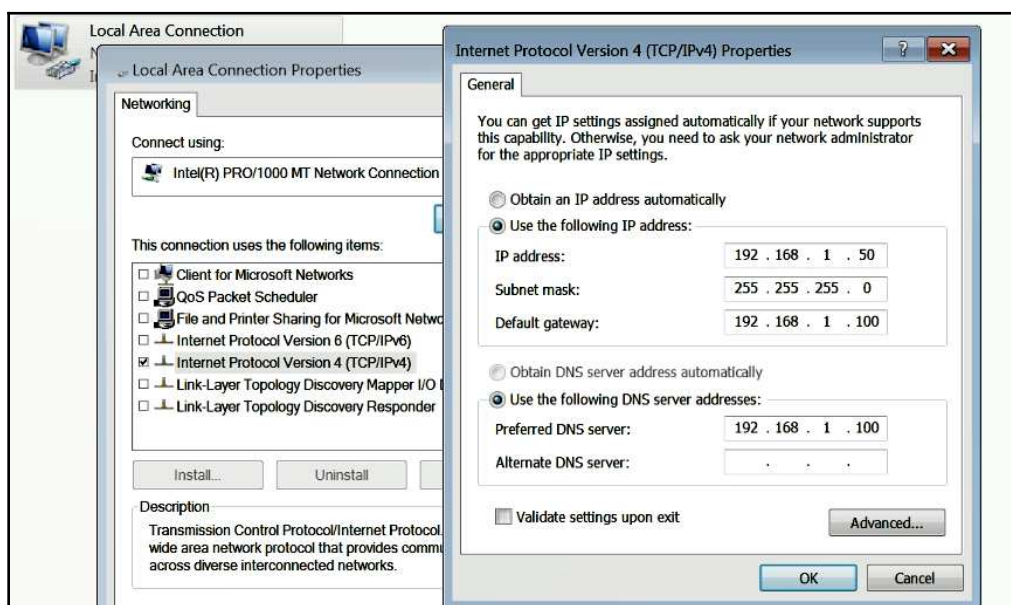 Local Area Connection
Local Area Connection Properties
Networking
Connect using:
Intel(R) PRO/1000 MT Network Connection
This connection uses the following items:
Client for Microsoft Networks
QoS Packet Scheduler
File and Printer Sharing for Microsoft Netwo
Internet Protocol Version 6 (TCP/IPv6)
Internet Protocol Version 4 (TCP/IPv4)
Link-Layer Topology Discovery Mapper I/O
Link-Layer Topology Discovery Responder
Install...
Uninstall
Description
Transmission Control Protocol/Internet Protocol.
wide area network protocol that provides commu
across diverse interconnected networks.
Internet Protocol Version 4 (TCP/IPv4) Properties
General
You can get IP settings assigned automatically if your network supports
this capability. Otherwise, you need to ask your network administrator
for the appropriate IP settings.
Obtain an IP address automatically
Use the following IP address:
IP address: 192 . 168 . 1 . 50
Subnet mask: 255 . 255 . 255 . 0
Default gateway: 192 . 168 . 1 . 100
Obtain DNS server address automatically
Use the following DNS server addresses:
Preferred DNS server: 192 . 168 . 1 . 100
Alternate DNS server: . . .
Validate settings upon exit
Advanced...
OK
Cancel